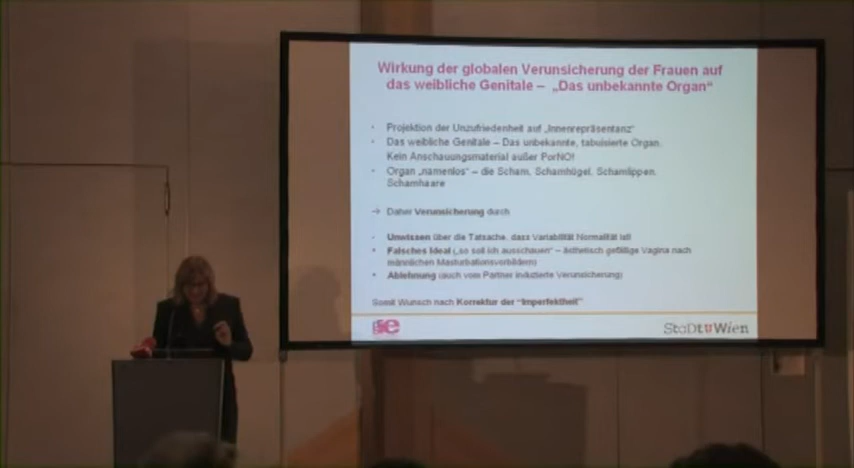 Wirkung der globalen Verunsicherung der Frauen auf
das weibliche Genitale – „Das unbekannte Organ“
• Projektion der Unzufriedenheit auf „Innenrepräsentanz“
• Das weibliche Genitale – Das unbekannte, tabuisierte Organ.
Kein Anschauungsmaterial außer PorNO!
• Organ „namenlos“ – die Scham, Schamhügel, Schamlippen,
Schamhaare
→ Daher Verunsicherung durch
- Unwissen über die Tatsache, dass Variabilität Normalität ist!
• Falsches Ideal („so soll ich ausschauen“ – ästhetisch gefällige Vagina nach
männlichen Masturbationsvorbildern)
• Ablehnung (auch vom Partner induzierte Verunsicherung)
Somit Wunsch nach Korrektur der "Imperfektheit"
StaDt Wien